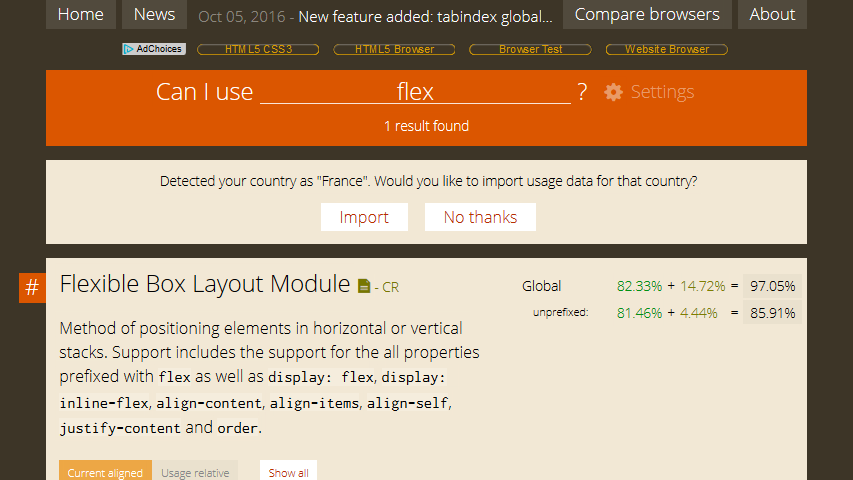 Home News Oct 05, 2016 - New feature added: tabindex global... Compare browsers About
AdChoices HTML5 CSS3 HTML5 Browser Browser Test Website Browser
Can I use flex ? Settings
1 result found
Detected your country as "France". Would you like to import usage data for that country?
Import No thanks
# Flexible Box Layout Module - CR
Global 82.33% + 14.72% = 97.05%
unprefixed: 81.46% + 4.44% = 85.91%
Method of positioning elements in horizontal or vertical
stacks. Support includes the support for the all properties
prefixed with flex as well as display: flex, display:
inline-flex, align-content, align-items, align-self,
justify-content and order.
Current aligned Usage relative Show all